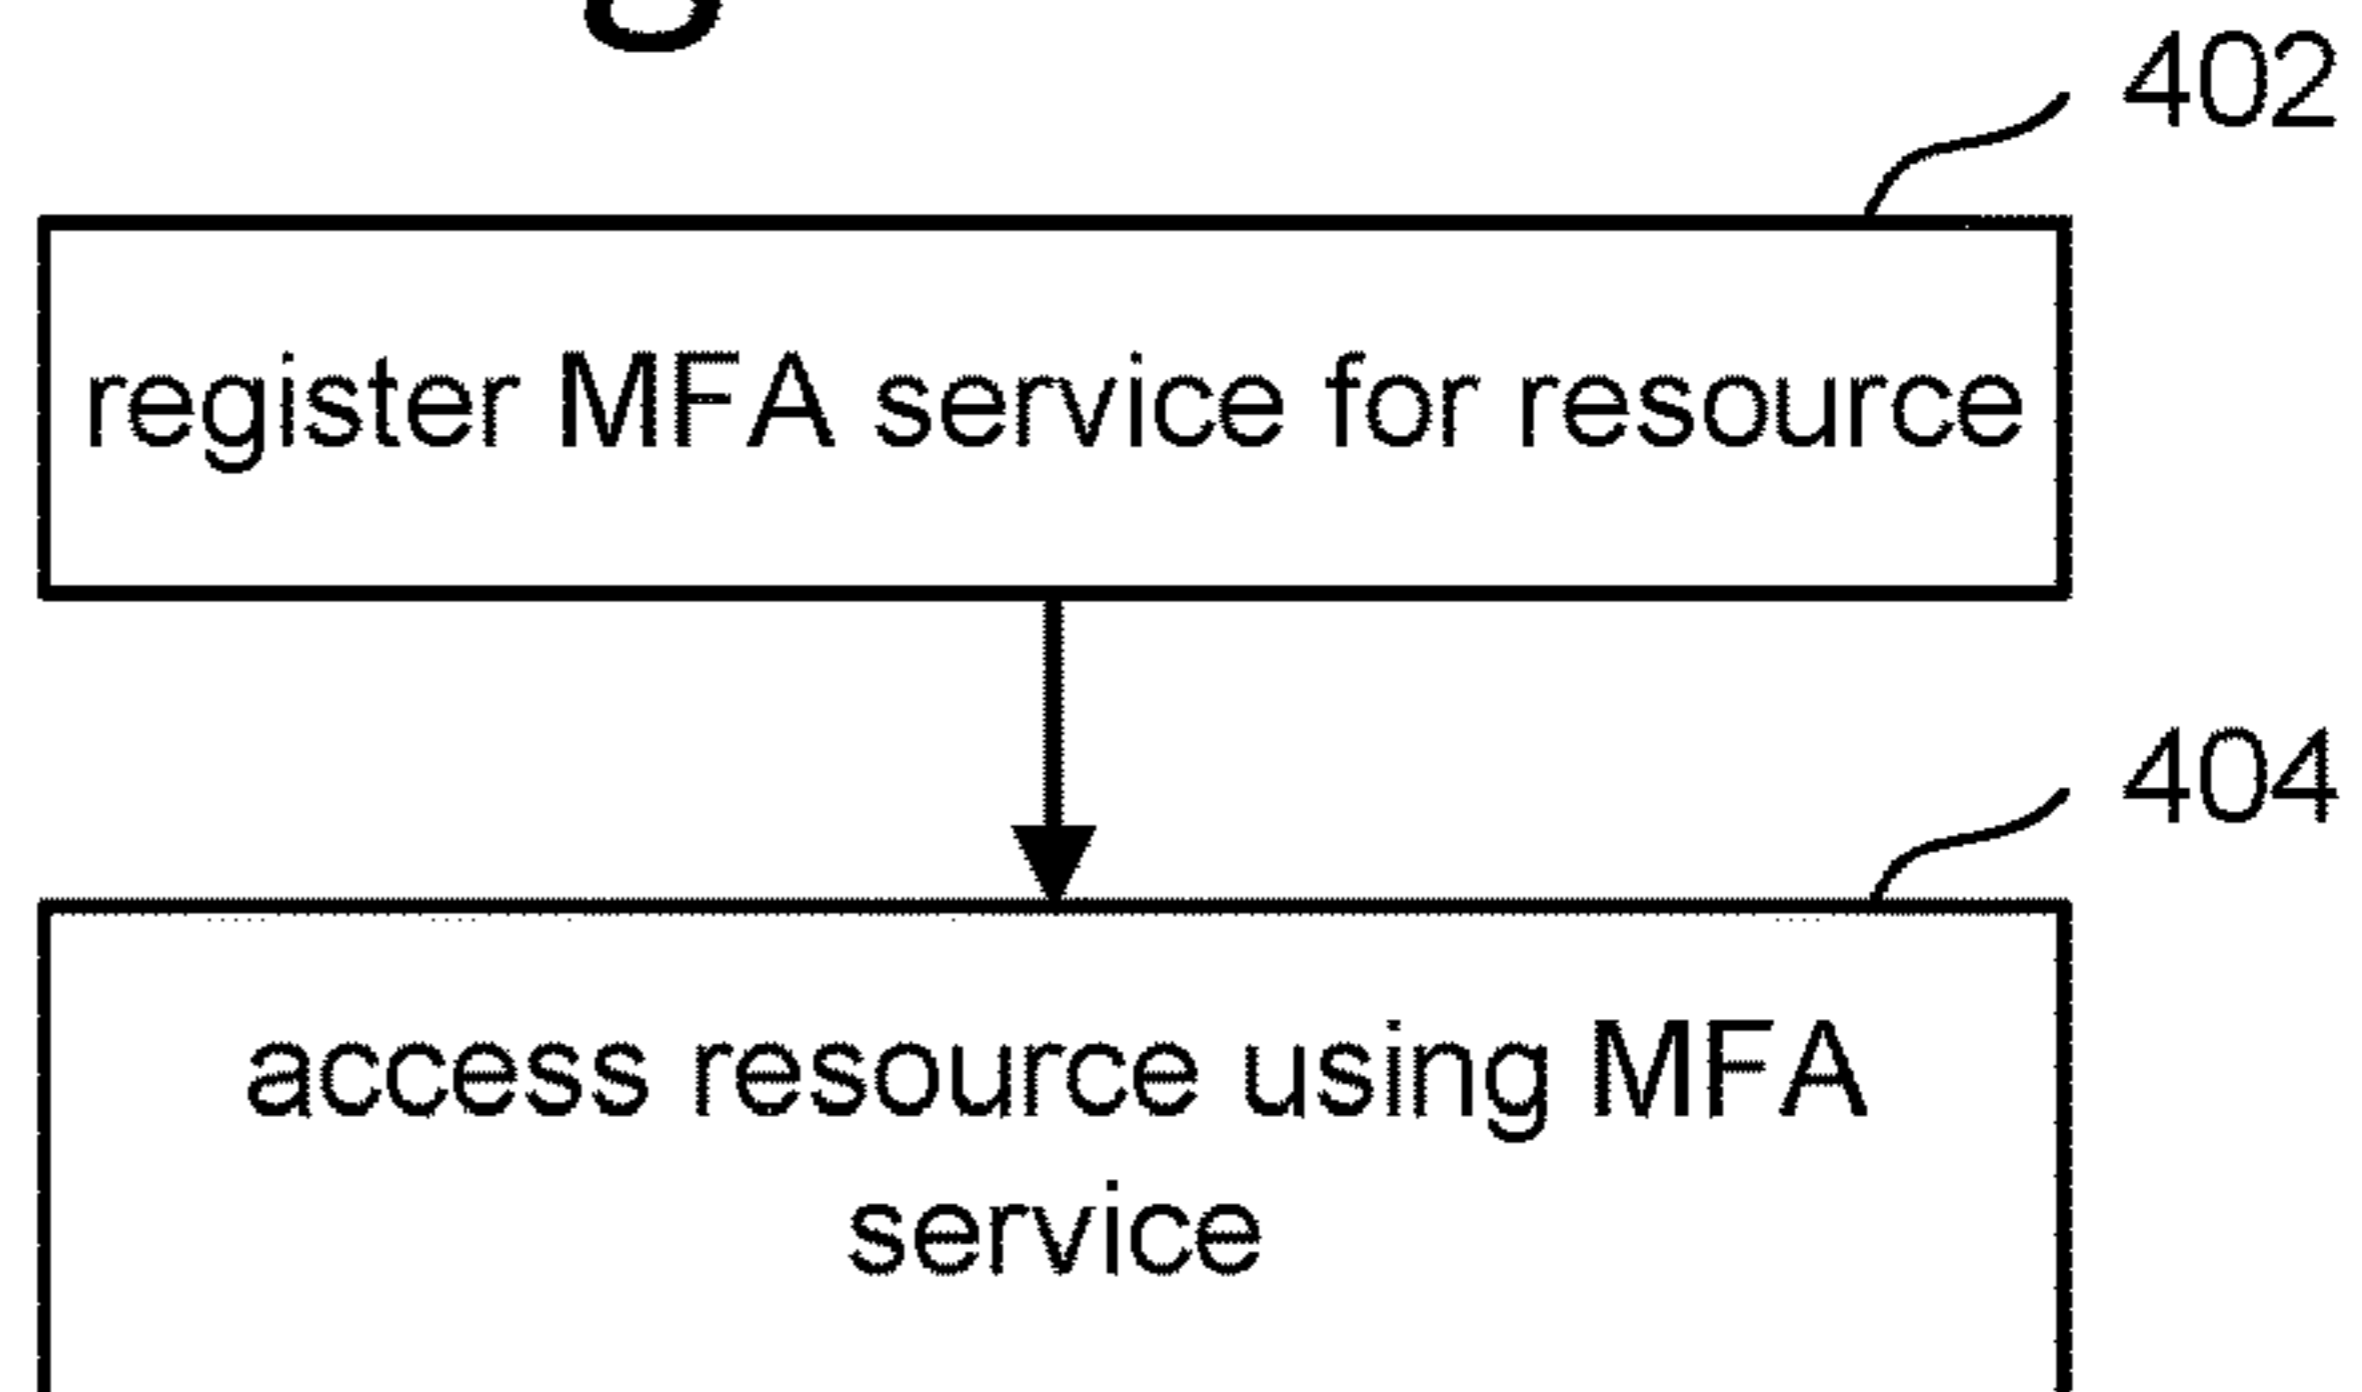 402
register MFA service for resource
404
access resource using MFA
service